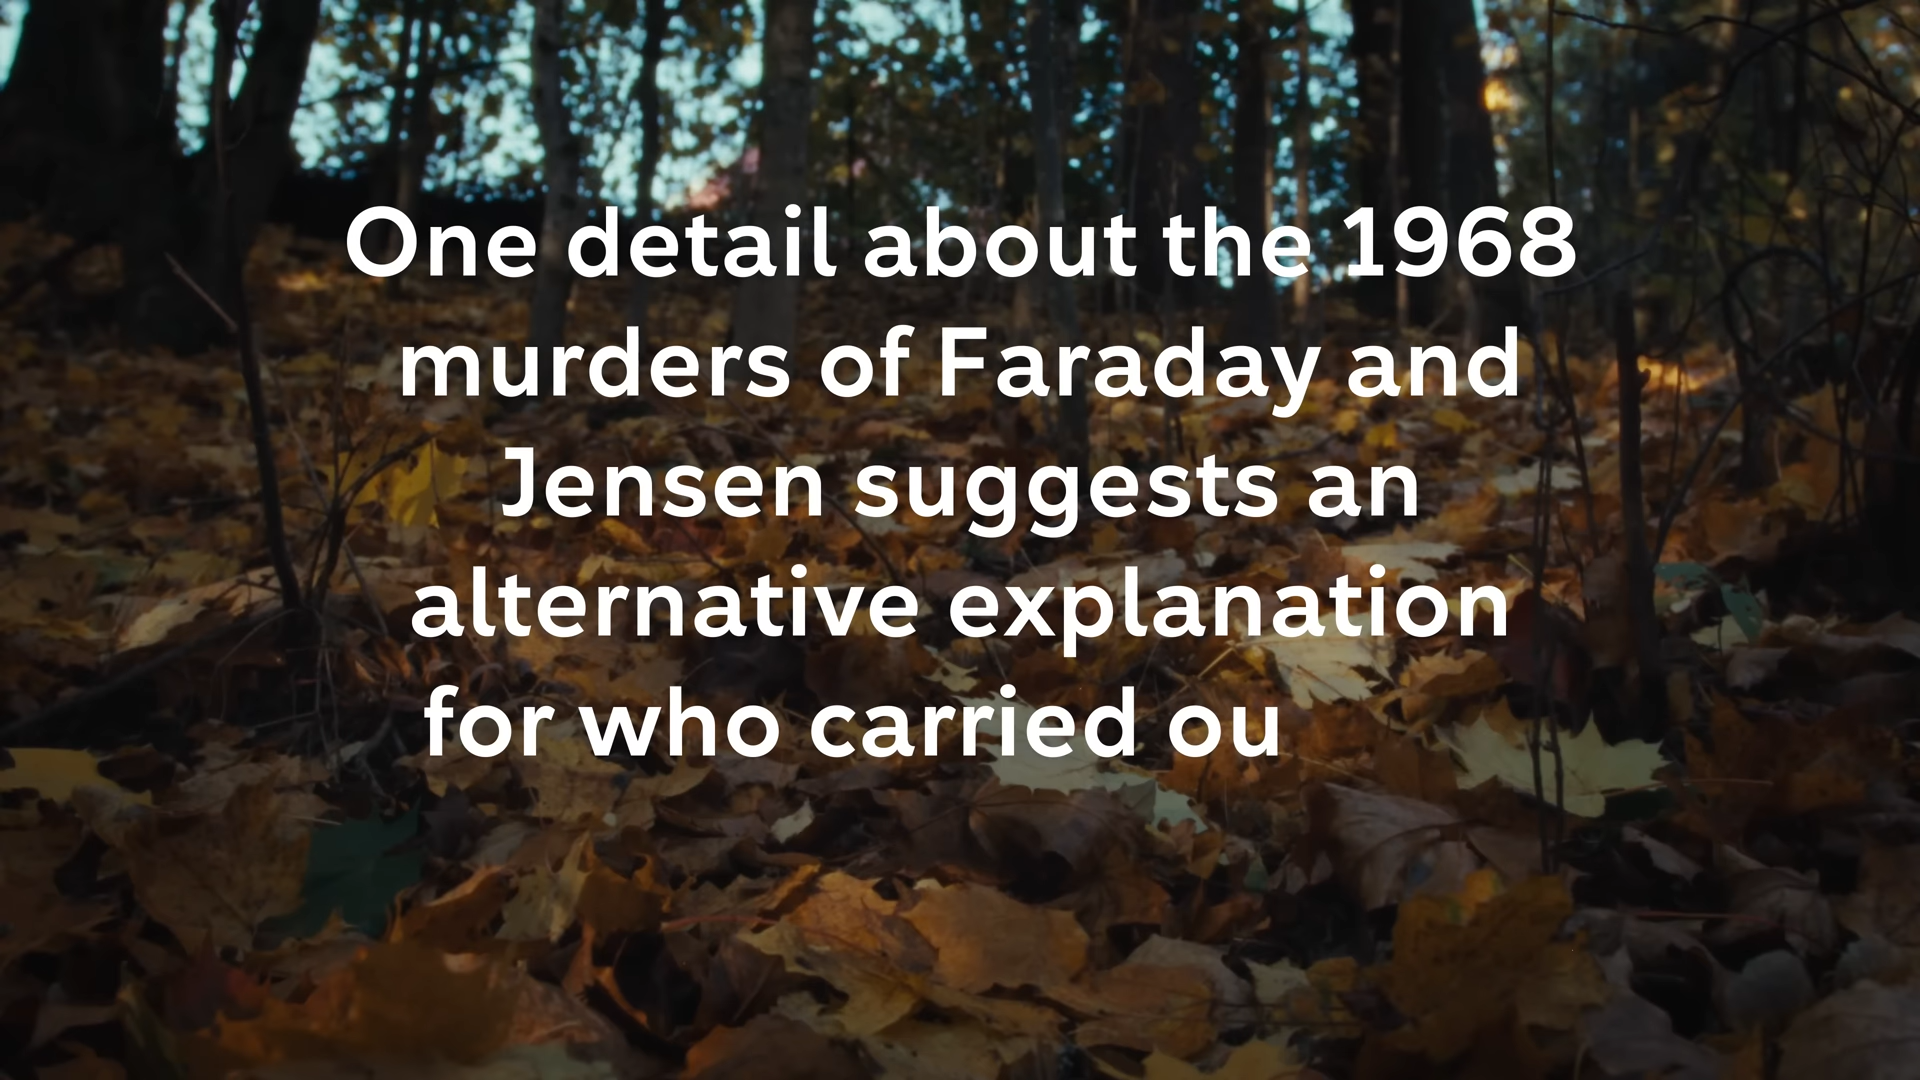 One detail about the 1968
murders of Faraday and
Jensen suggests an
alternative explanation
for who carried ou